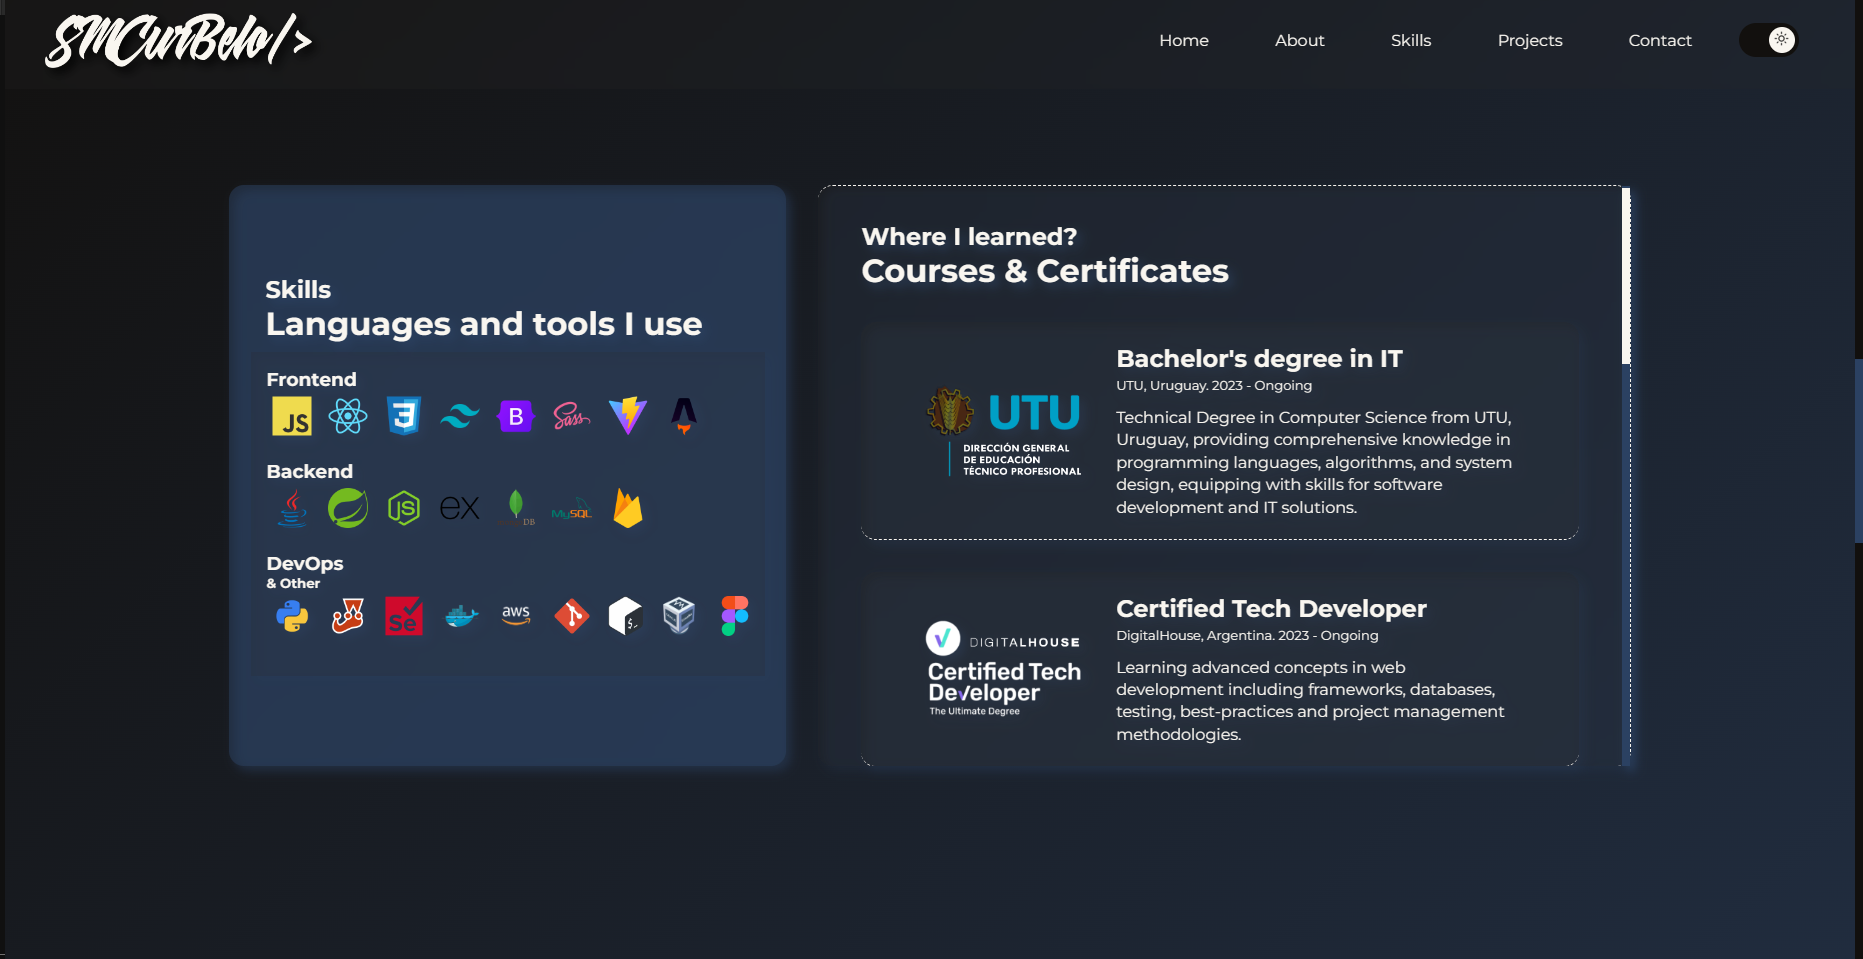 SMCurBelo/>
Home
About
Skills
Projects
Contact
Skills
Languages and tools I use
Frontend
JS
3
B
Sass
Backend
JS
ex
DB
MySQL
DevOps
& Other
Se
aws
$_
Where I learned?
Courses & Certificates
UTU
DIRECCIÓN GENERAL
DE EDUCACIÓN
TÉCNICO PROFESIONAL
Bachelor's degree in IT
UTU, Uruguay. 2023 - Ongoing
Technical Degree in Computer Science from UTU,
Uruguay, providing comprehensive knowledge in
programming languages, algorithms, and system
design, equipping with skills for software
development and IT solutions.
DIGITALHOUSE
Certified Tech
Developer
The Ultimate Degree
Certified Tech Developer
DigitalHouse, Argentina. 2023 - Ongoing
Learning advanced concepts in web
development including frameworks, databases,
testing, best-practices and project management
methodologies.